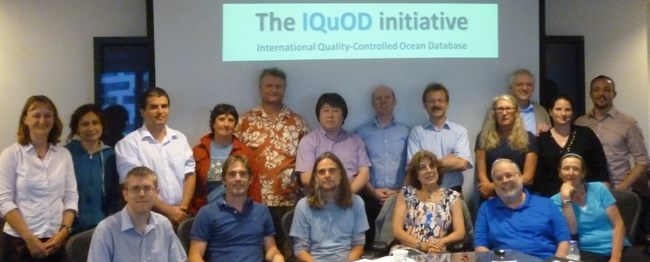 The IQuOD initiative
International Quality-Controlled Ocean Database